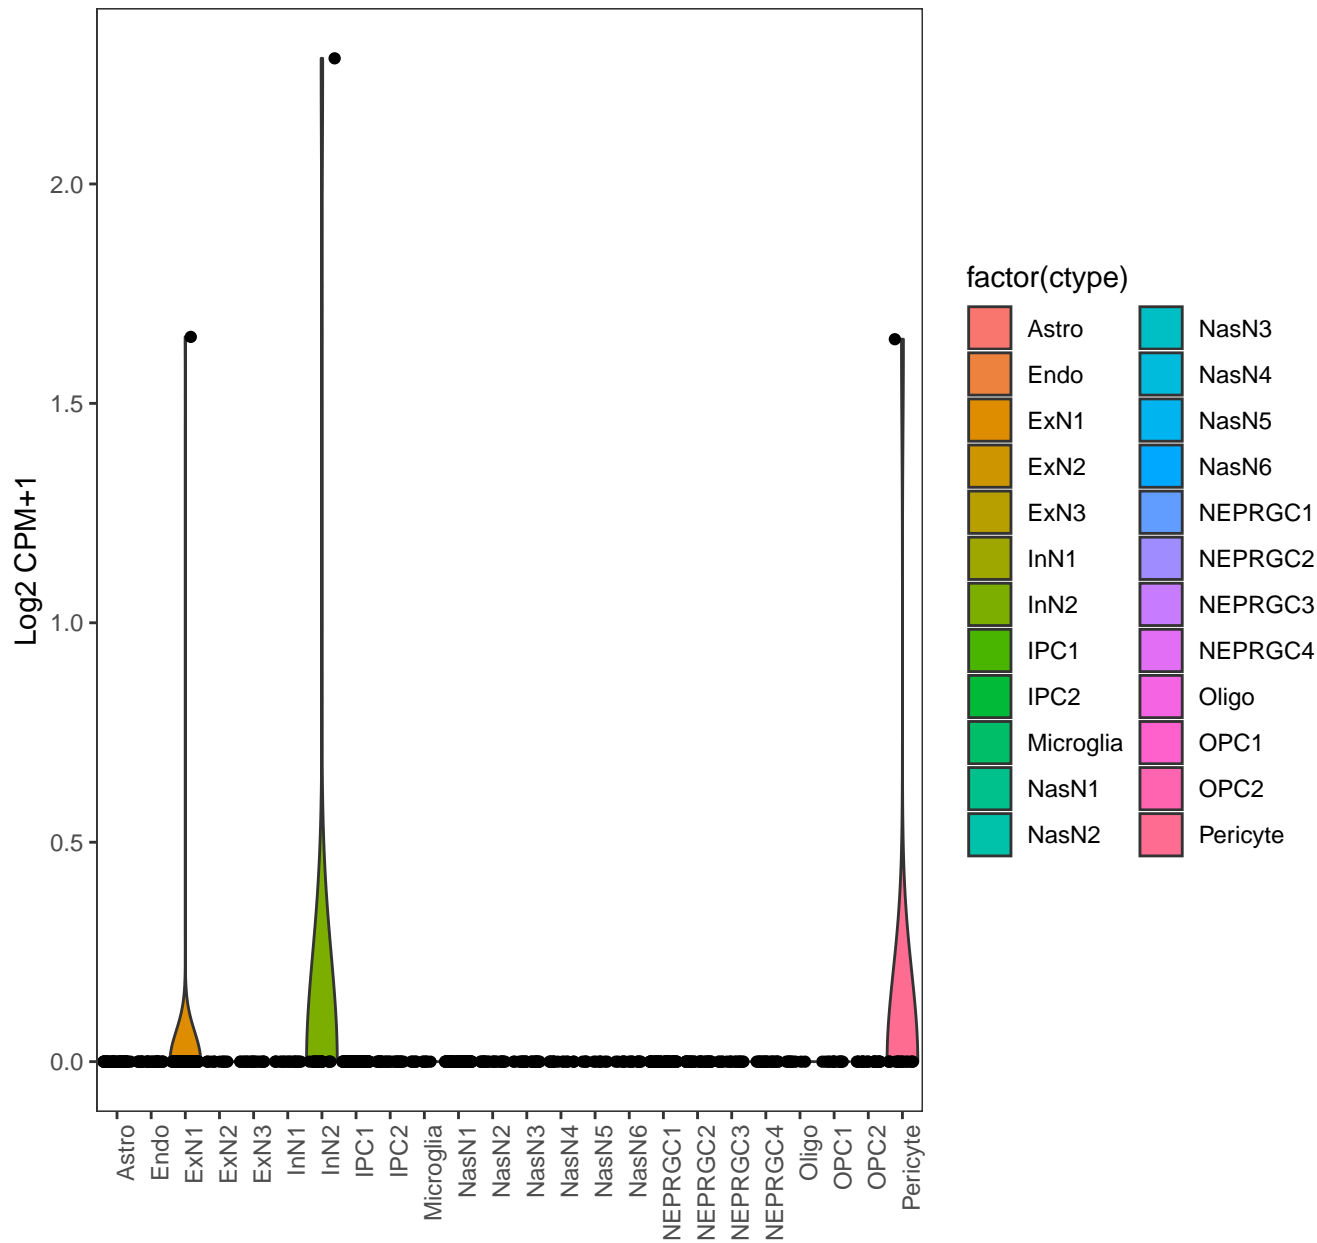 Log2 CPM+1
2.0
1.5
1.0
0.5
0.0
Astro
Endo
ExN1
ExN2
ExN3
InN1
InN2
IPC1
IPC2
Microglia
NasN1
NasN2
NasN3
NasN4
NasN5
NasN6
NEPRGC1
NEPRGC2
NEPRGC3
NEPRGC4
Oligo
OPC1
OPC2
Pericyte
factor(ctype)
Astro
Endo
ExN1
ExN2
ExN3
InN1
InN2
IPC1
IPC2
Microglia
NasN1
NasN2
NasN3
NasN4
NasN5
NasN6
NEPRGC1
NEPRGC2
NEPRGC3
NEPRGC4
Oligo
OPC1
OPC2
Pericyte